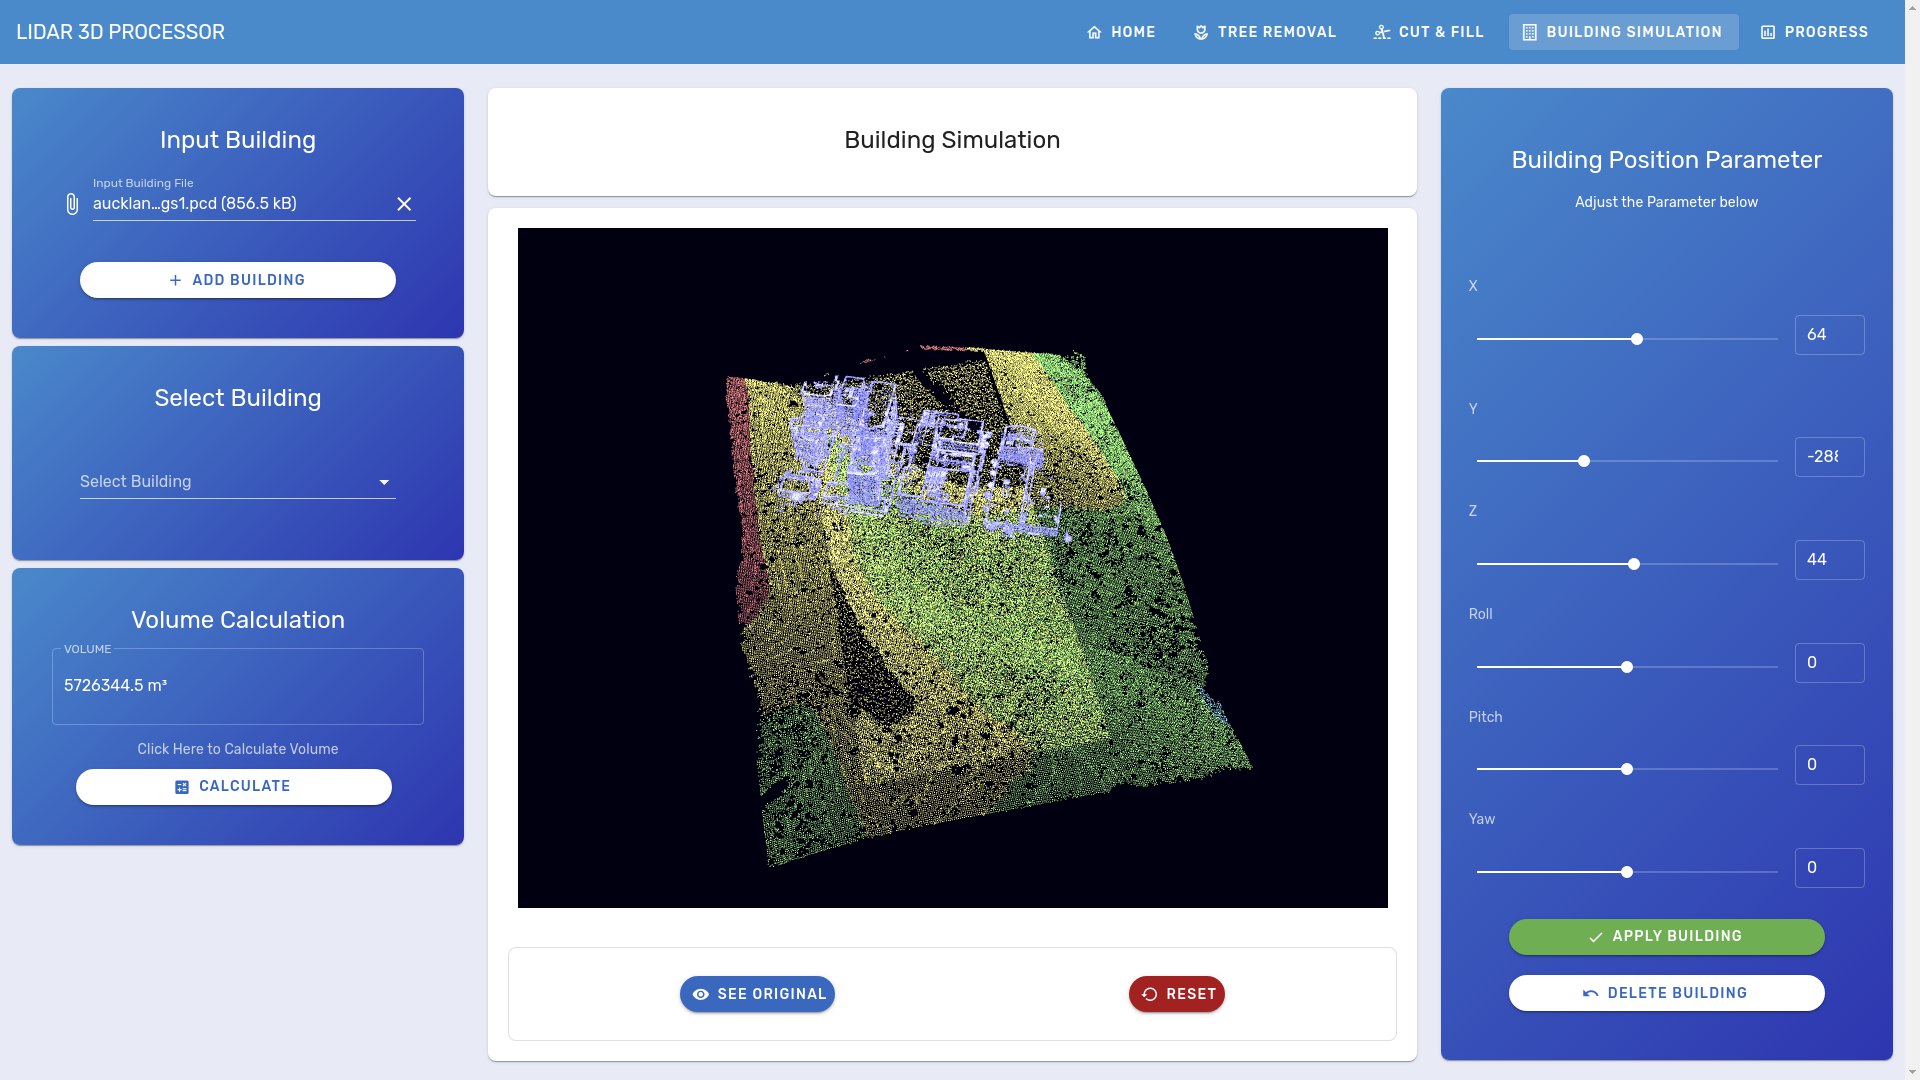 LIDAR 3D PROCESSOR
HOME
TREE REMOVAL
CUT & FILL
BUILDING SIMULATION
PROGRESS
Input Building
Input Building File
aucklan…gs1.pcd (856.5 kB)
ADD BUILDING
Select Building
Select Building
Volume Calculation
VOLUME
5726344.5 m³
Click Here to Calculate Volume
CALCULATE
Building Simulation
SEE ORIGINAL
RESET
Building Position Parameter
Adjust the Parameter below
X
64
Y
-288
Z
44
Roll
0
Pitch
0
Yaw
0
APPLY BUILDING
DELETE BUILDING